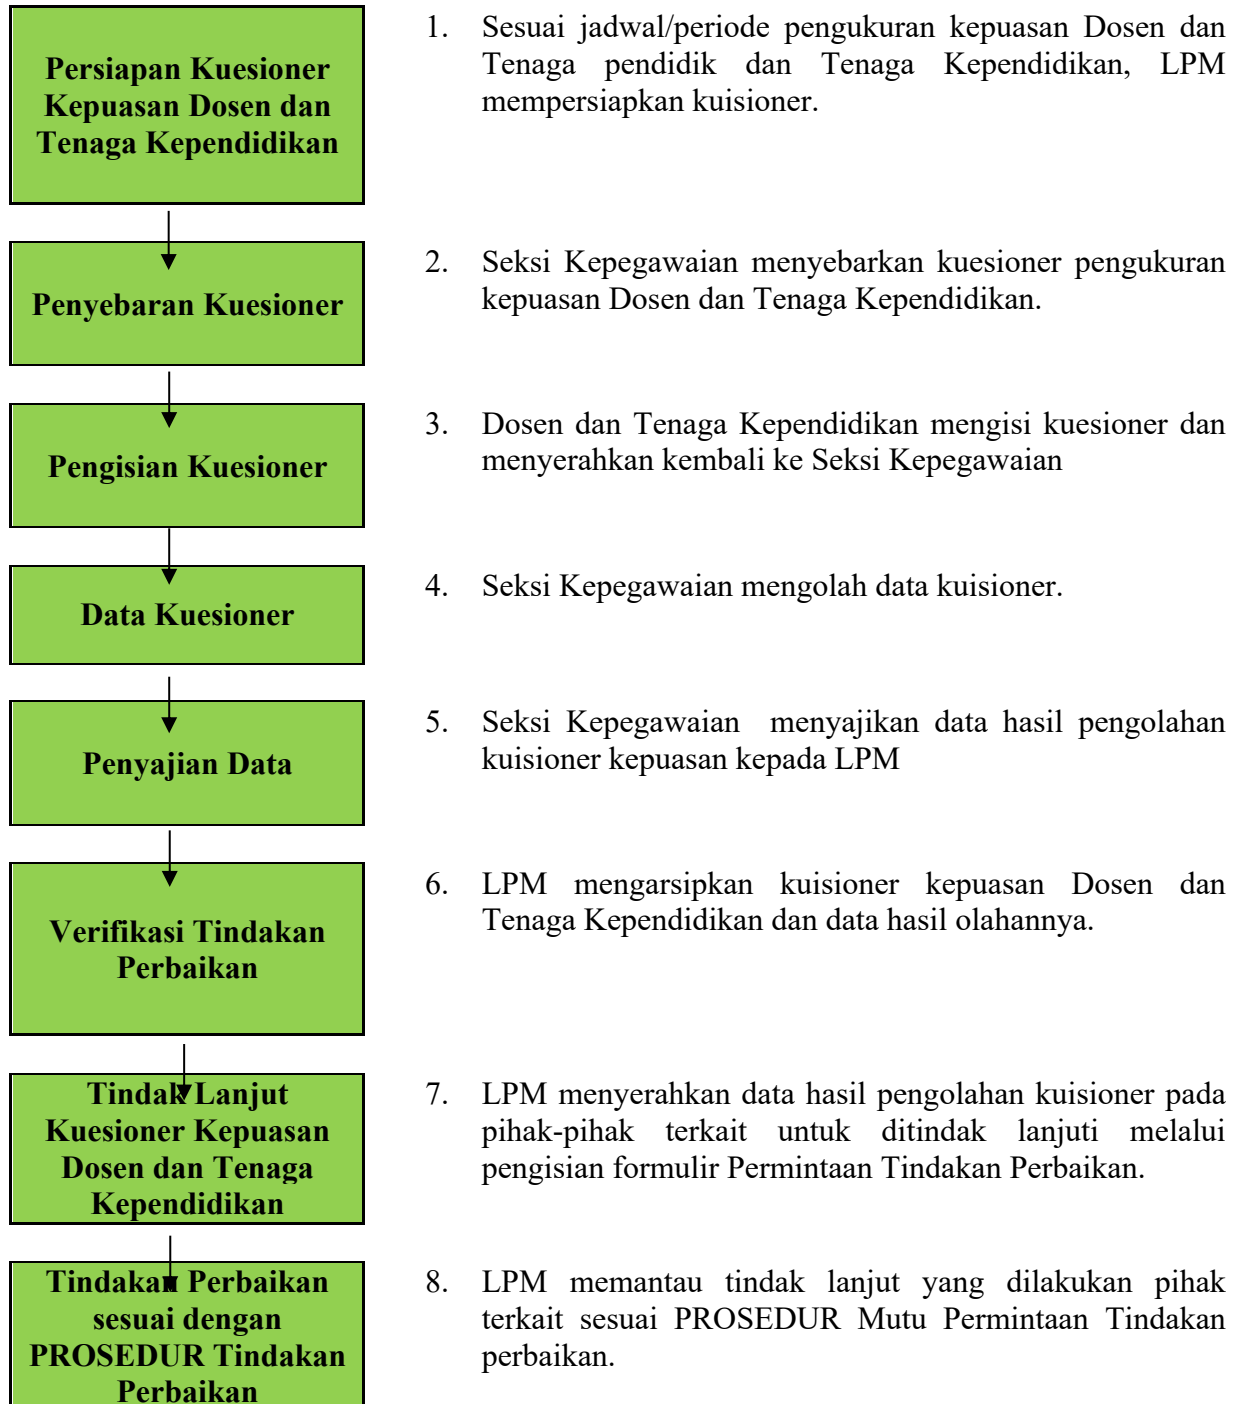 Persiapan Kuesioner
Kepuasan Dosen dan
Tenaga Kependidikan
1. Sesuai jadwal/periode pengukuran kepuasan Dosen dan
Tenaga pendidik dan Tenaga Kependidikan, LPM
mempersiapkan kuisioner.
Penyebaran Kuesioner
2. Seksi Kepegawaian menyebarkan kuesioner pengukuran
kepuasan Dosen dan Tenaga Kependidikan.
Pengisian Kuesioner
3. Dosen dan Tenaga Kependidikan mengisi kuesioner dan
menyerahkan kembali ke Seksi Kepegawaian
Data Kuesioner
4. Seksi Kepegawaian mengolah data kuisioner.
Penyajian Data
5. Seksi Kepegawaian menyajikan data hasil pengolahan
kuisioner kepuasan kepada LPM
Verifikasi Tindakan
Perbaikan
6. LPM mengarsipkan kuisioner kepuasan Dosen dan
Tenaga Kependidikan dan data hasil olahannya.
Tindak Lanjut
Kuesioner Kepuasan
Dosen dan Tenaga
Kependidikan
7. LPM menyerahkan data hasil pengolahan kuisioner pada
pihak-pihak terkait untuk ditindak lanjuti melalui
pengisian formulir Permintaan Tindakan Perbaikan.
Tindakan Perbaikan
sesuai dengan
PROSEDUR Tindakan
Perbaikan
8. LPM memantau tindak lanjut yang dilakukan pihak
terkait sesuai PROSEDUR Mutu Permintaan Tindakan
perbaikan.